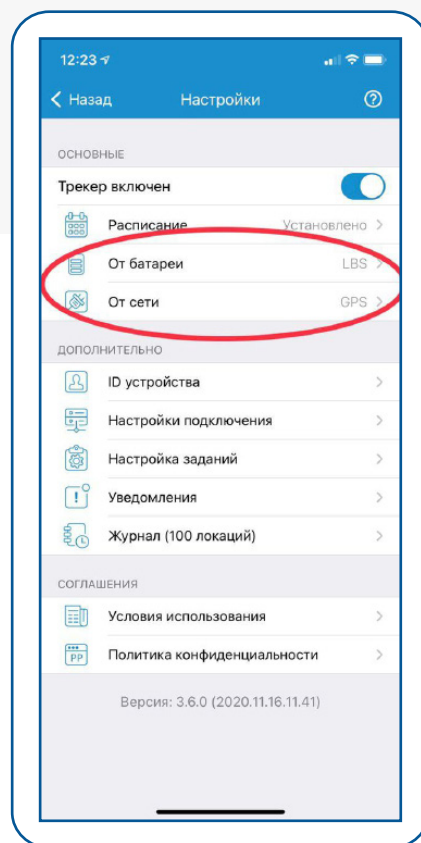 12:23
Назад Настройки
ОСНОВНЫЕ
Трекер включен
Расписание Установлено
От батареи LBS
От сети GPS
ДОПОЛНИТЕЛЬНО
ID устройства
Настройки подключения
Настройка заданий
Уведомления
Журнал (100 локаций)
СОГЛАШЕНИЯ
Условия использования
PP Политика конфиденциальности
Версия: 3.6.0 (2020.11.16.11.41)